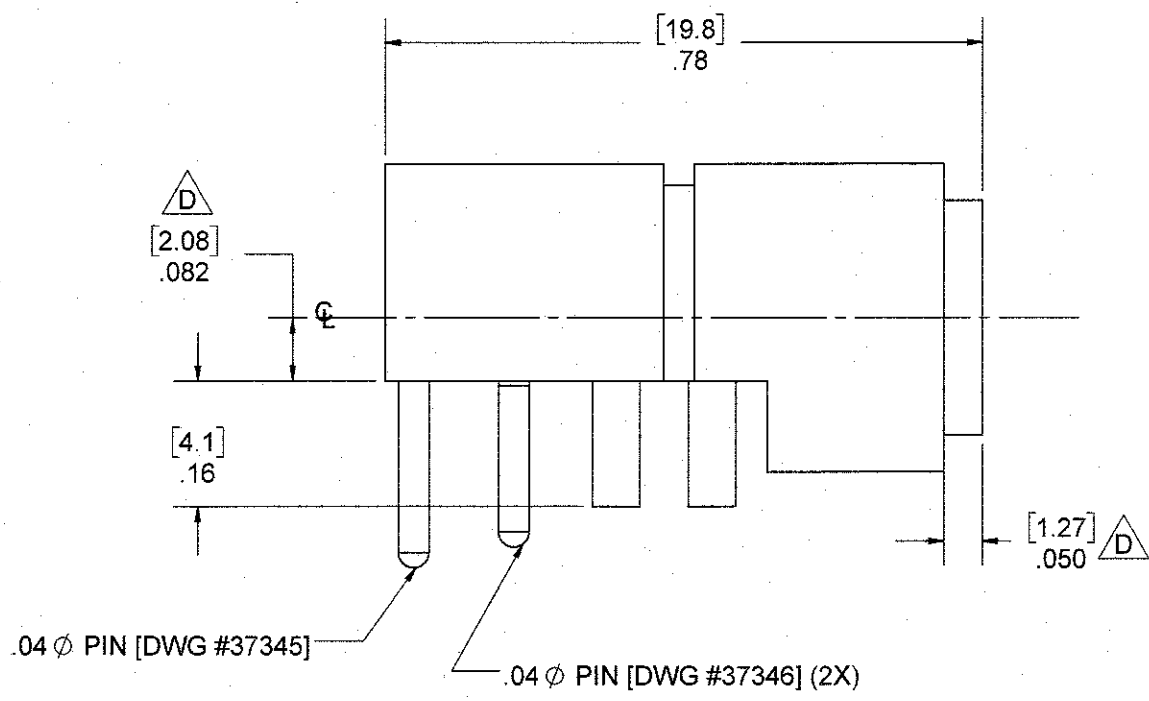 [19.8]
.78
D
[2.08]
.082
℄
[4.1]
.16
[1.27]
.050
D
.04 ∅ PIN [DWG #37345]
.04 ∅ PIN [DWG #37346] (2X)